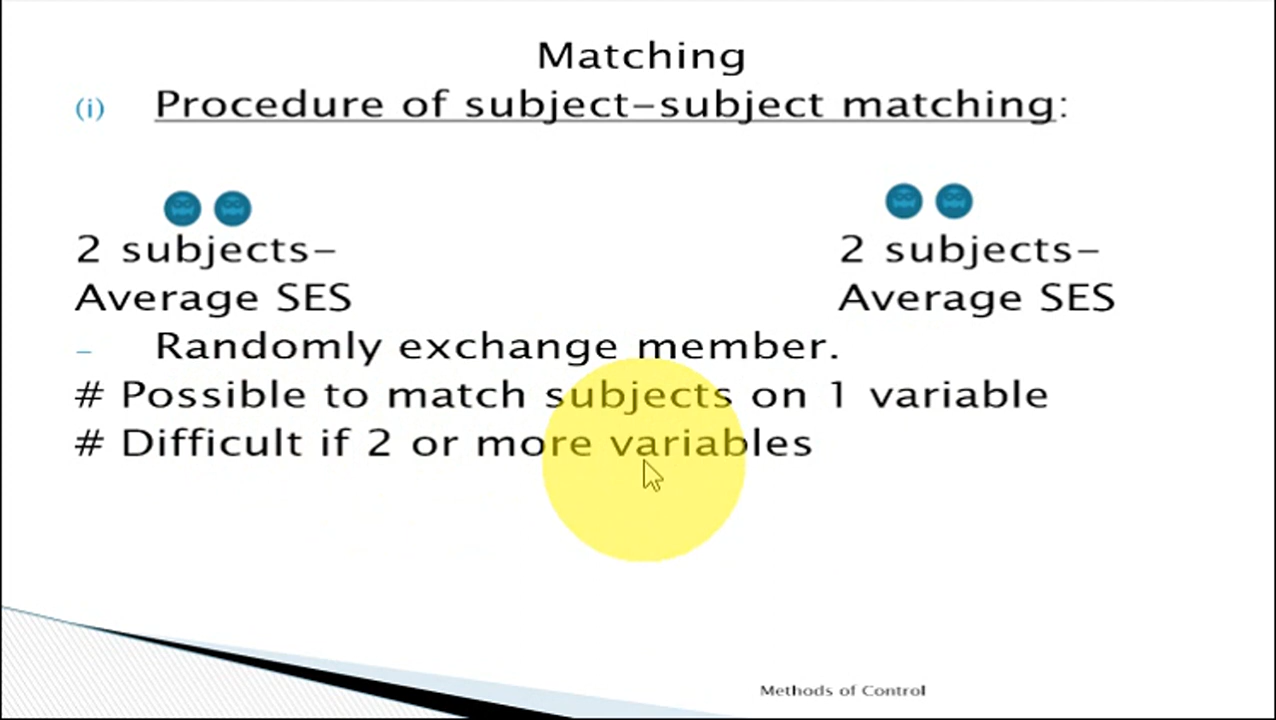 Matching
(i) Procedure of subject-subject matching:
2 subjects- 2 subjects-
Average SES Average SES
– Randomly exchange member.
# Possible to match subjects on 1 variable
# Difficult if 2 or more variables
Methods of Control